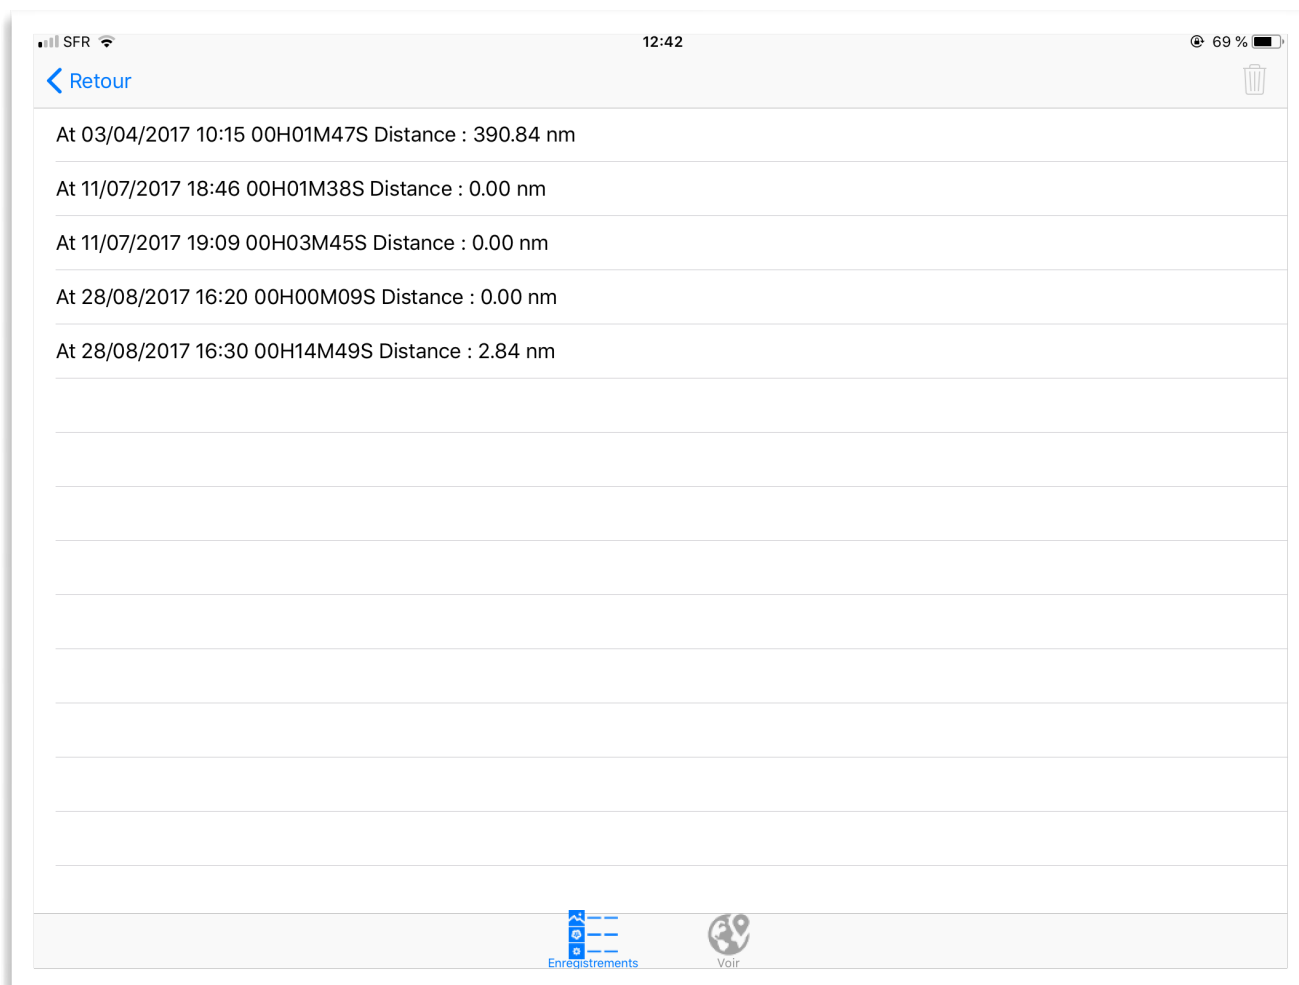 SFR 12:42 69 %
Retour
At 03/04/2017 10:15 00H01M47S Distance : 390.84 nm
At 11/07/2017 18:46 00H01M38S Distance : 0.00 nm
At 11/07/2017 19:09 00H03M45S Distance : 0.00 nm
At 28/08/2017 16:20 00H00M09S Distance : 0.00 nm
At 28/08/2017 16:30 00H14M49S Distance : 2.84 nm
Enregistrements Voir